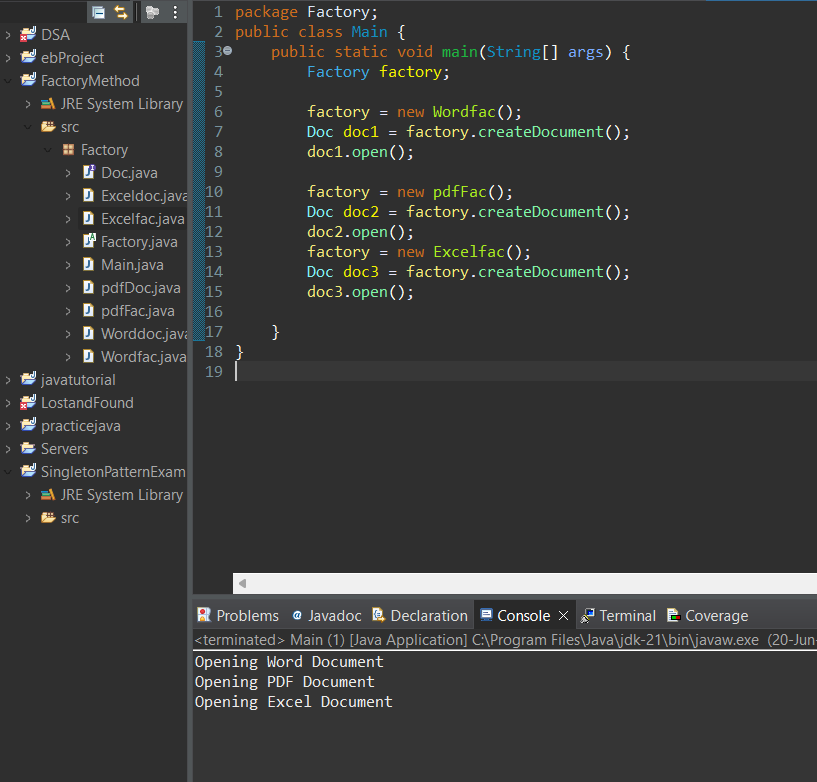 DSA
ebProject
FactoryMethod
JRE System Library
src
Factory
Doc.java
Exceldoc.java
Excelfac.java
Factory.java
Main.java
pdfDoc.java
pdfFac.java
Worddoc.java
Wordfac.java
javatutorial
LostandFound
practicejava
Servers
SingletonPatternExam
JRE System Library
src
1 package Factory;
2 public class Main {
3     public static void main(String[] args) {
4         Factory factory;
5
6         factory = new Wordfac();
7         Doc doc1 = factory.createDocument();
8         doc1.open();
9
10         factory = new pdfFac();
11         Doc doc2 = factory.createDocument();
12         doc2.open();
13         factory = new Excelfac();
14         Doc doc3 = factory.createDocument();
15         doc3.open();
16
17     }
18 }
19
Problems Javadoc Declaration Console Terminal Coverage
<terminated> Main (1) [Java Application] C:\Program Files\Java\jdk-21\bin\javaw.exe (20-Jun-
Opening Word Document
Opening PDF Document
Opening Excel Document